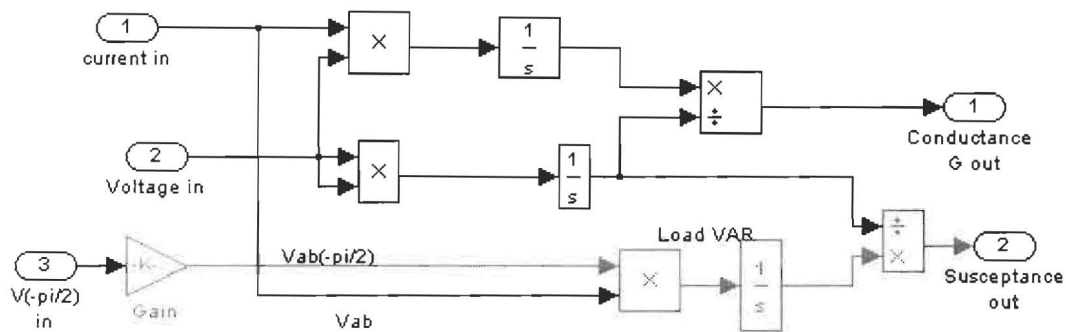 1
current in
×
1
s
×
÷
1
Conductance
G out
2
Voltage in
×
1
s
÷
×
2
Susceptance
out
3
V(-pi/2)
in
-K-
Gain
Vab(-pi/2)
Vab
×
Load VAR
1
s